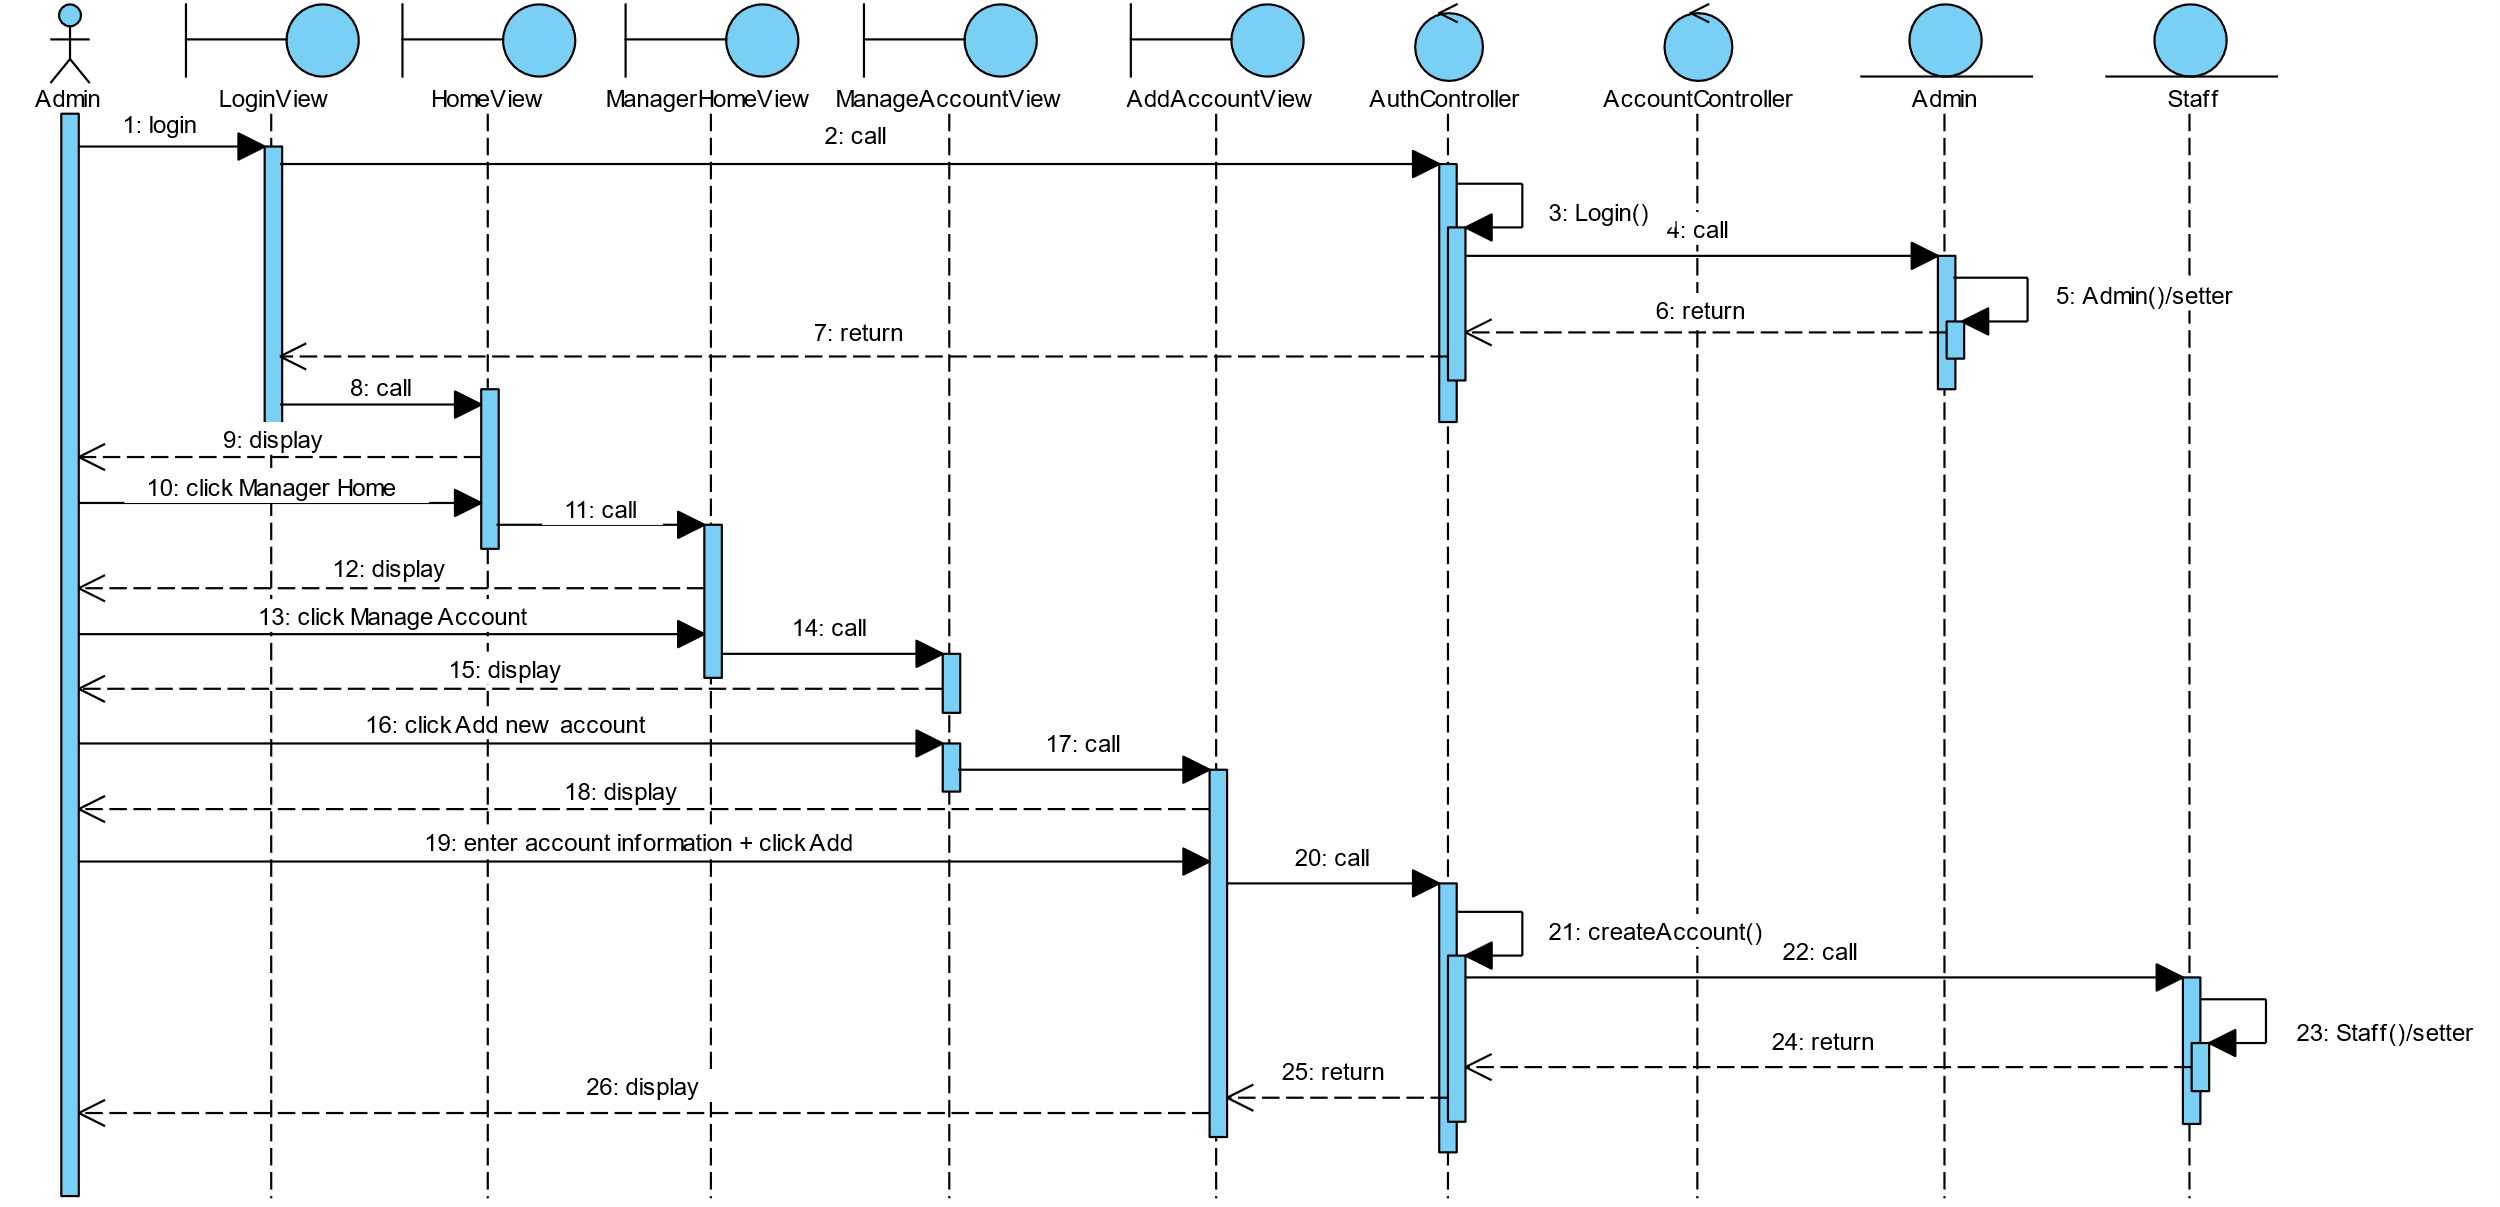 Admin
LoginView
HomeView
ManagerHomeView
ManageAccountView
AddAccountView
AuthController
AccountController
Admin
Staff
1: login
2: call
3: Login()
4: call
5: Admin()/setter
6: return
7: return
8: call
9: display
10: click Manager Home
11: call
12: display
13: click Manage Account
14: call
15: display
16: click Add new  account
17: call
18: display
19: enter account information + click Add
20: call
21: createAccount()
22: call
23: Staff()/setter
24: return
25: return
26: display